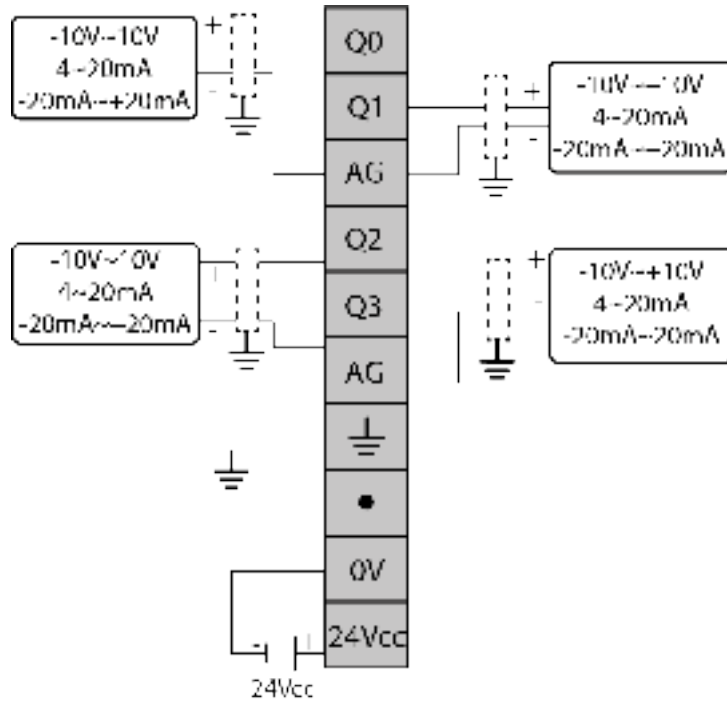 -10V~10V
4~20mA
-20mA~+20mA
+
-
Q0
Q1
AG
Q2
Q3
AG
0V
24Vcc
+
-
-10V~-10V
4~20mA
-20mA~-20mA
-10V~10V
4~20mA
-20mA~-20mA
+
-
+
-
-10V~+10V
4~20mA
-20mA~20mA
-
+
24Vcc